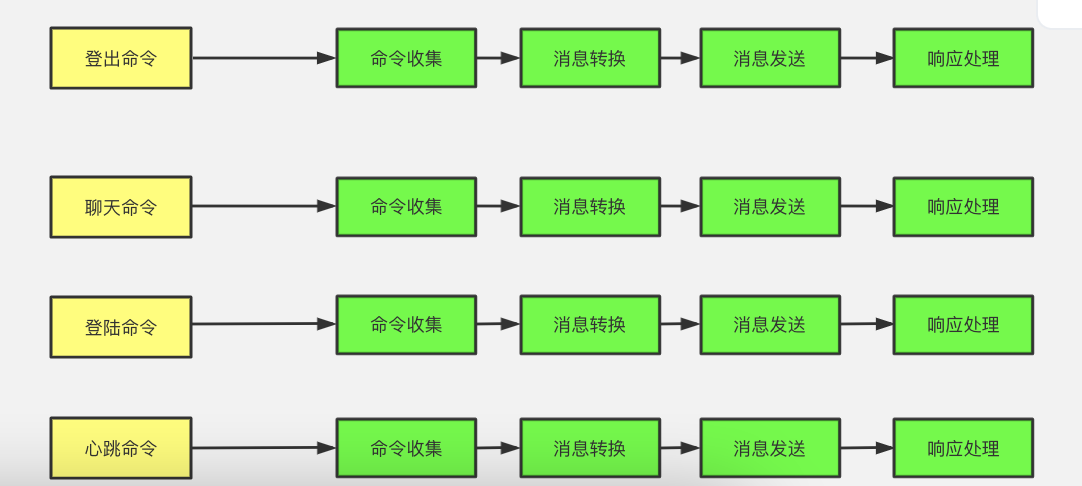 登出命令
命令收集
消息转换
消息发送
响应处理
聊天命令
命令收集
消息转换
消息发送
响应处理
登陆命令
命令收集
消息转换
消息发送
响应处理
心跳命令
命令收集
消息转换
消息发送
响应处理